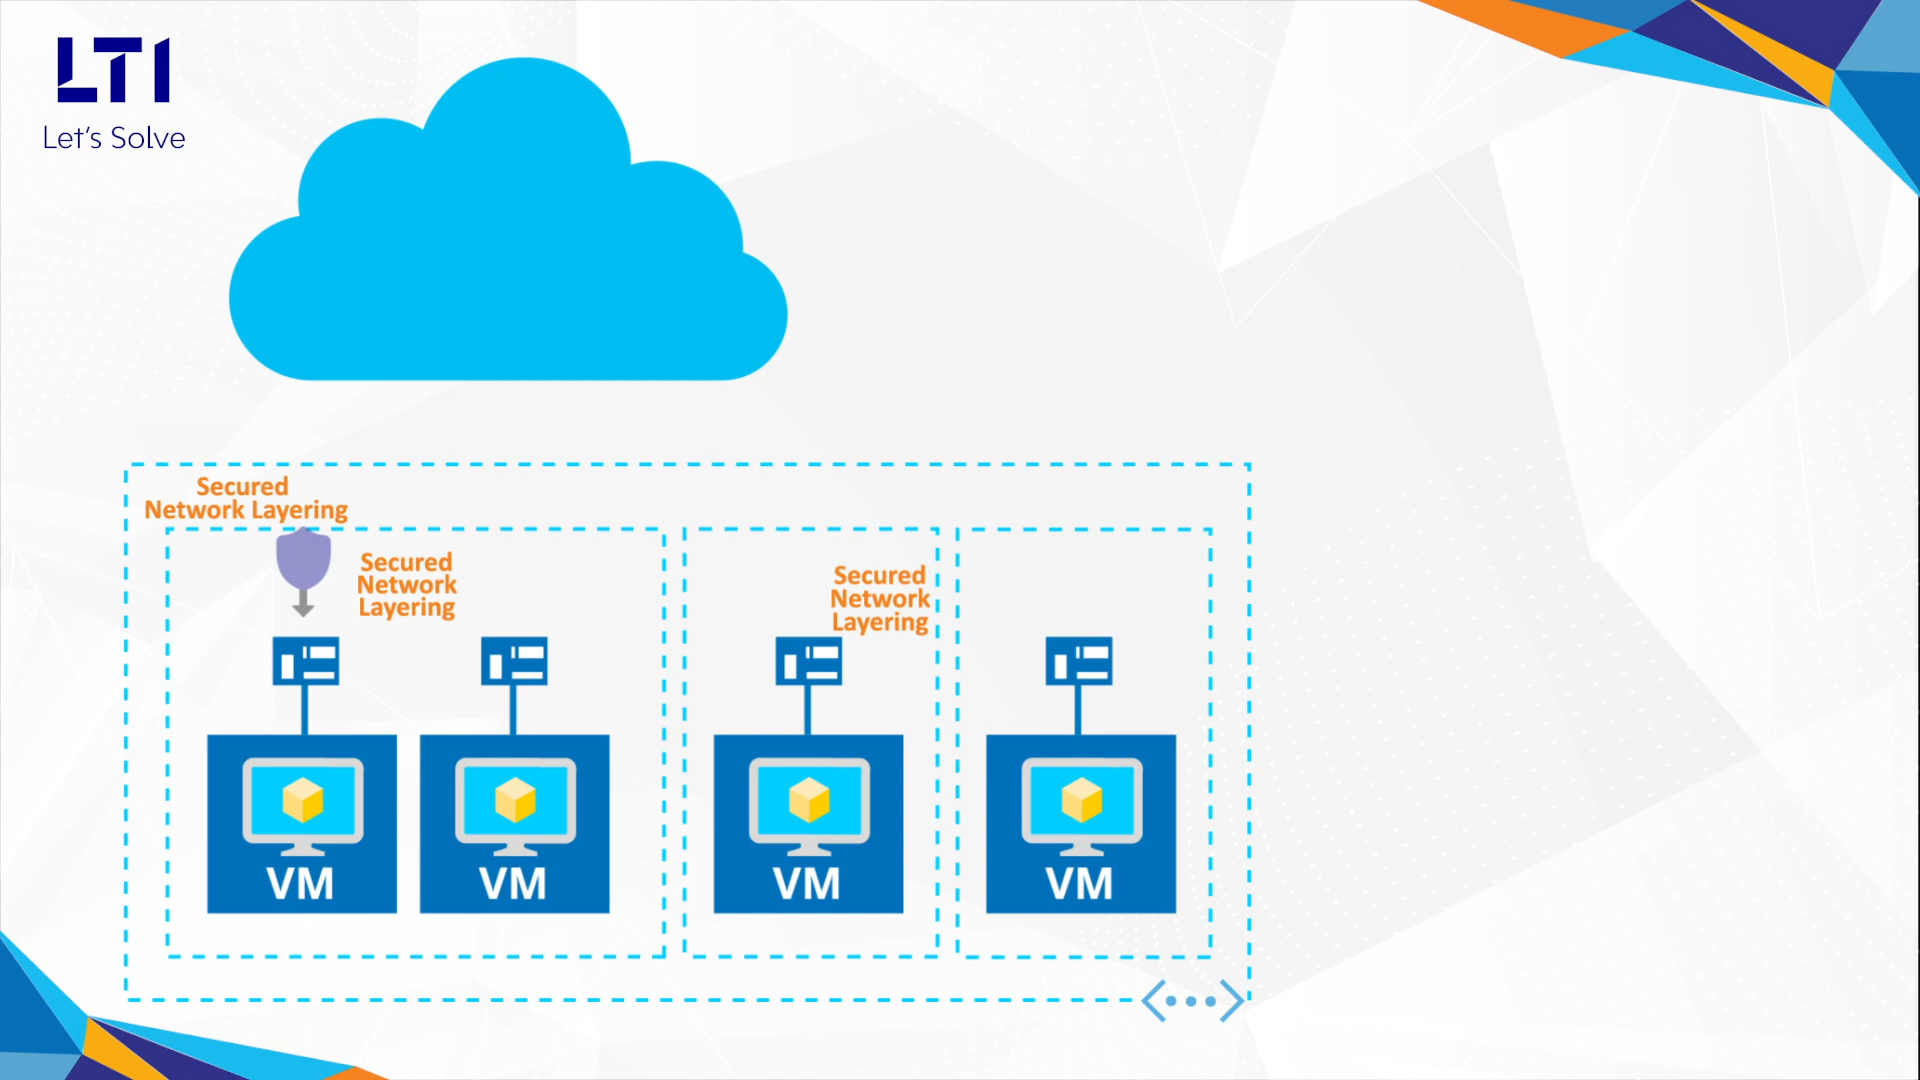 LTI
Let's Solve
Secured
Network Layering
Secured
Network
Layering
Secured
Network
Layering
VM
VM
VM
VM